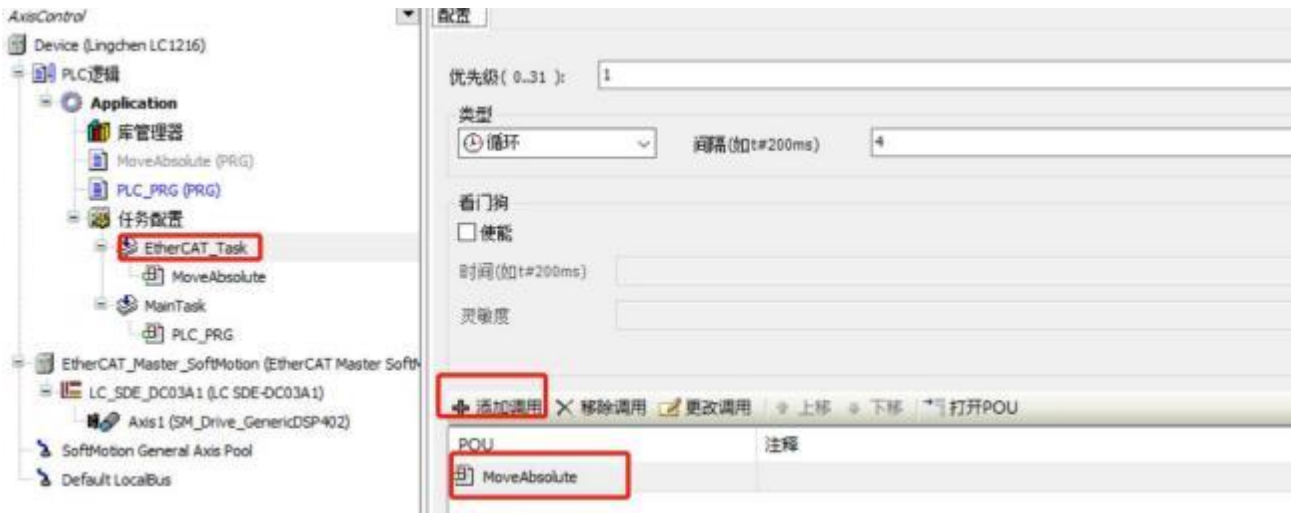 AxisControl
Device (Lingchen LC1216)
PLC逻辑
Application
库管理器
MoveAbsolute (PRG)
PLC_PRG (PRG)
任务配置
EtherCAT_Task
MoveAbsolute
MainTask
PLC_PRG
EtherCAT_Master_SoftMotion (EtherCAT Master Soft
LC_SDE_DC03A1 (LC SDE-DC03A1)
Axis1 (SM_Drive_GenericDSP402)
SoftMotion General Axis Pool
Default LocalBus
配置
优先级( 0..31 ): 1
类型
循环 间隔(如t#200ms) 4
看门狗
使能
时间(如t#200ms)
灵敏度
添加调用 移除调用 更改调用 上移 下移 打开POU
POU 注释
MoveAbsolute